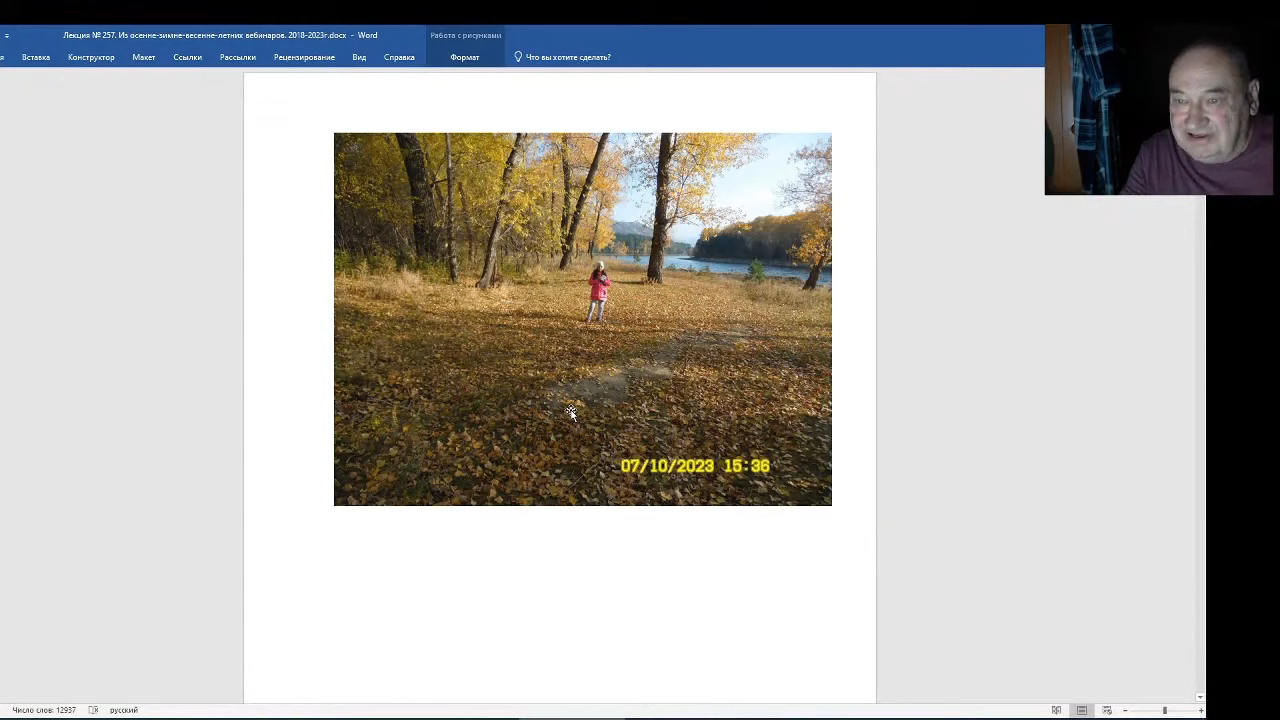 Лекция № 257. Из осенне-зимне-весенне-летних вебинаров. 2018-2023г.docx - Word
Работа с рисунками
я Вставка Конструктор Макет Ссылки Рассылки Рецензирование Вид Справка Формат Что вы хотите сделать?
07/10/2023 15:36
Число слов: 12937 русский